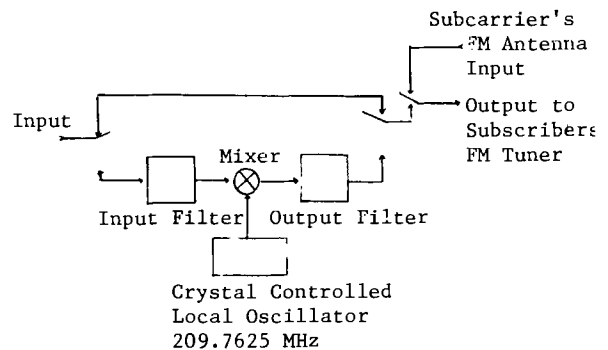 Subcarrier's
FM Antenna
Input
Input
Output to
Subscribers
FM Tuner
Mixer
Input Filter
Output Filter
Crystal Controlled
Local Oscillator
209.7625 MHz